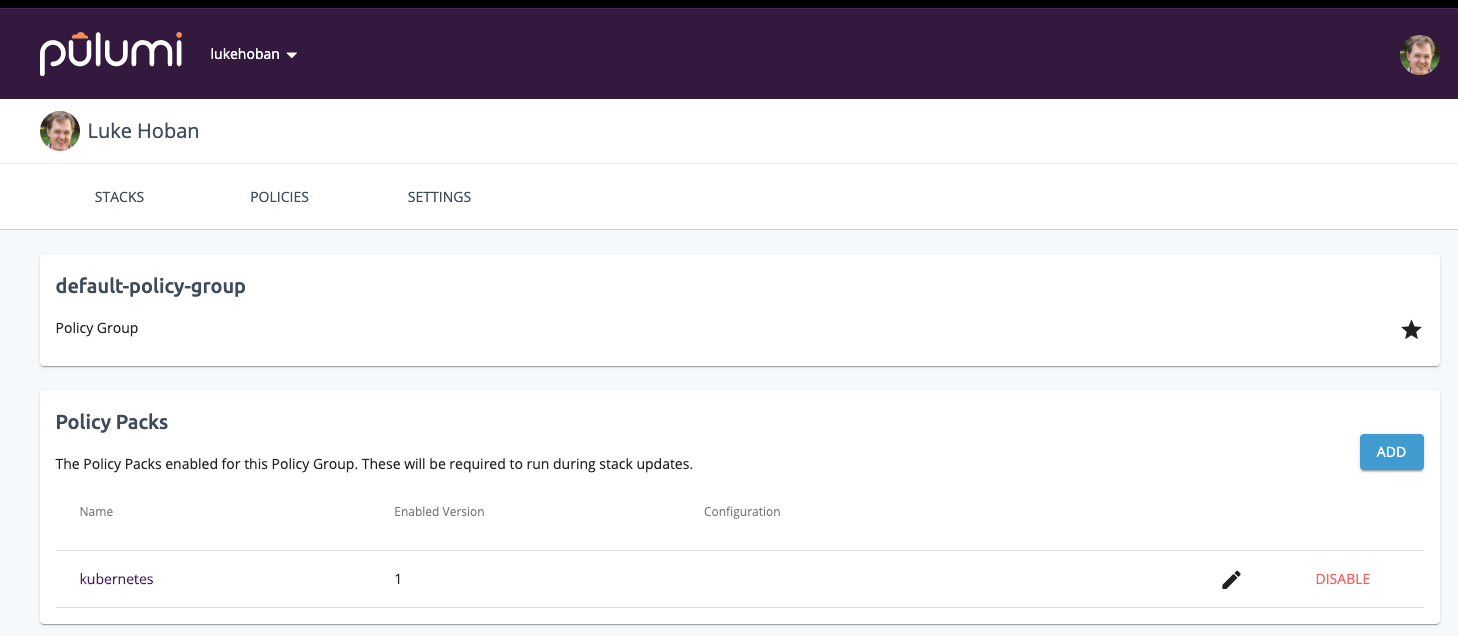 pulumi
lukehoban
Luke Hoban
STACKS POLICIES SETTINGS
default-policy-group
Policy Group
Policy Packs
The Policy Packs enabled for this Policy Group. These will be required to run during stack updates.
ADD
Name Enabled Version Configuration
kubernetes 1 DISABLE